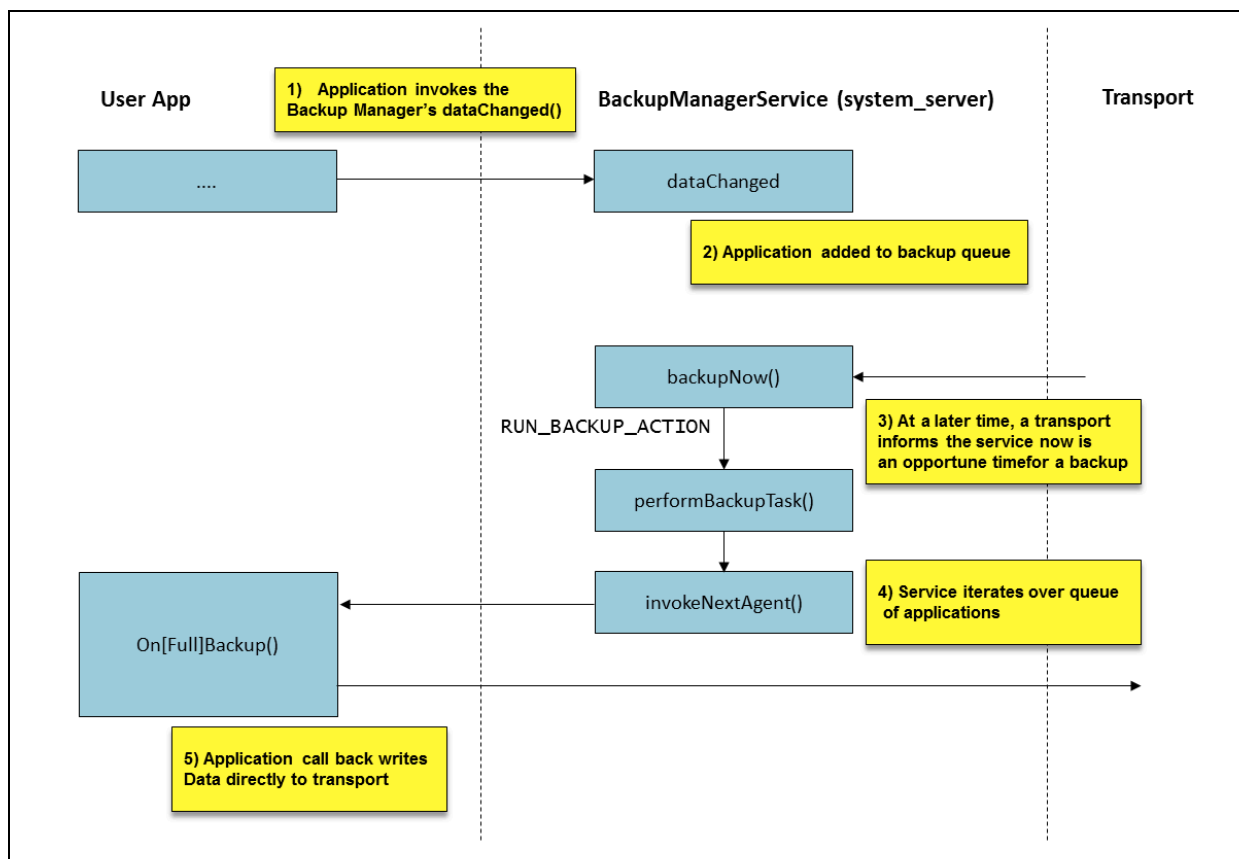 User App
1) Application invokes the
Backup Manager's dataChanged()
BackupManagerService (system_server)
Transport
....
dataChanged
2) Application added to backup queue
backupNow()
RUN_BACKUP_ACTION
3) At a later time, a transport
informs the service now is
an opportune timefor a backup
performBackupTask()
invokeNextAgent()
4) Service iterates over queue
of applications
On[Full]Backup()
5) Application call back writes
Data directly to transport